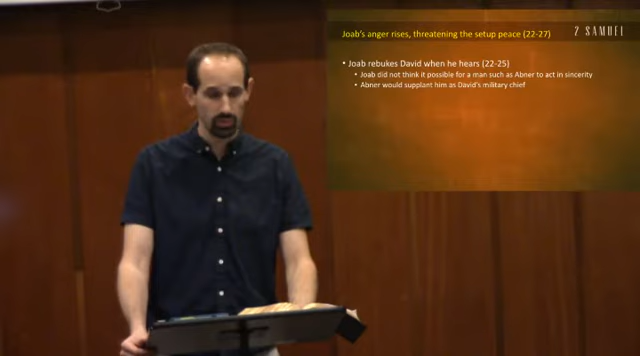 Joab's anger rises, threatening the setup peace (22-27)
2 SAMUEL
• Joab rebukes David when he hears (22-25)
• Joab did not think it possible for a man such as Abner to act in sincerity
• Abner would supplant him as David's military chief